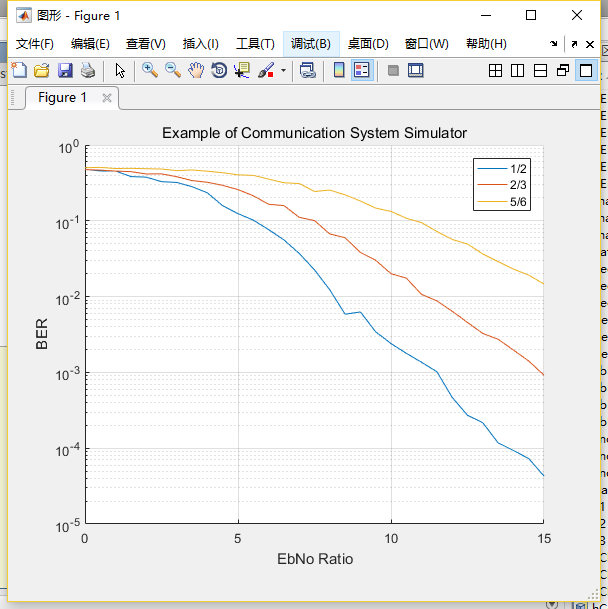 图形 - Figure 1
文件(F) 编辑(E) 查看(V) 插入(I) 工具(T) 调试(B) 桌面(D) 窗口(W) 帮助(H)
Figure 1
Example of Communication System Simulator
10^0
10^-1
10^-2
10^-3
10^-4
10^-5
BER
1/2
2/3
5/6
0 5 10 15
EbNo Ratio